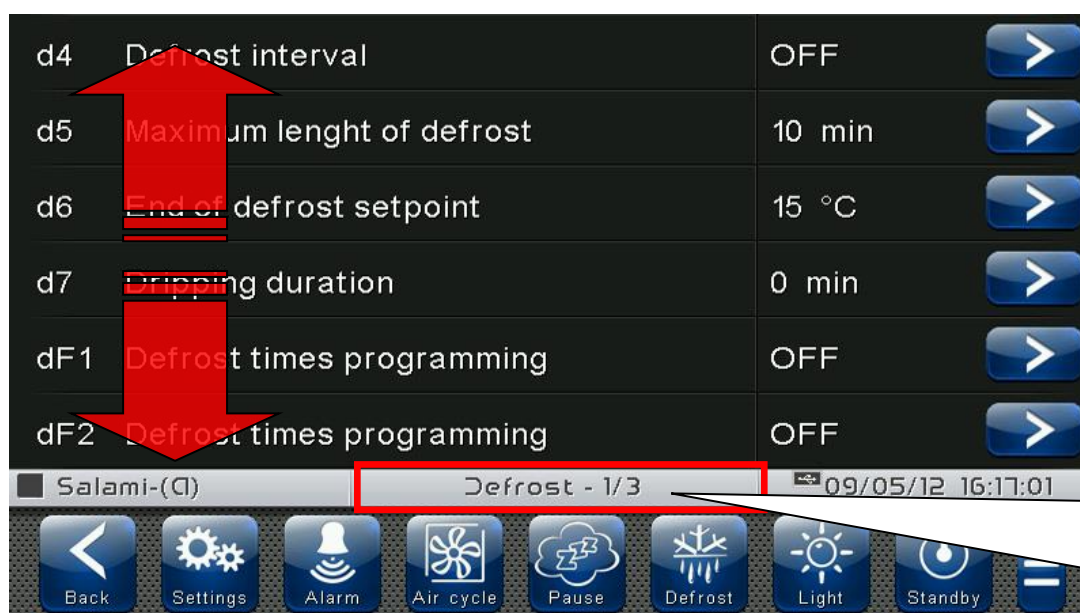 d4 Defrost interval OFF
d5 Maximum lenght of defrost 10 min
d6 End of defrost setpoint 15 °C
d7 Dripping duration 0 min
dF1 Defrost times programming OFF
dF2 Defrost times programming OFF
Salami-(A) Defrost - 1/3 09/05/12 16:17:01
Back Settings Alarm Air cycle Pause Defrost Light Standby